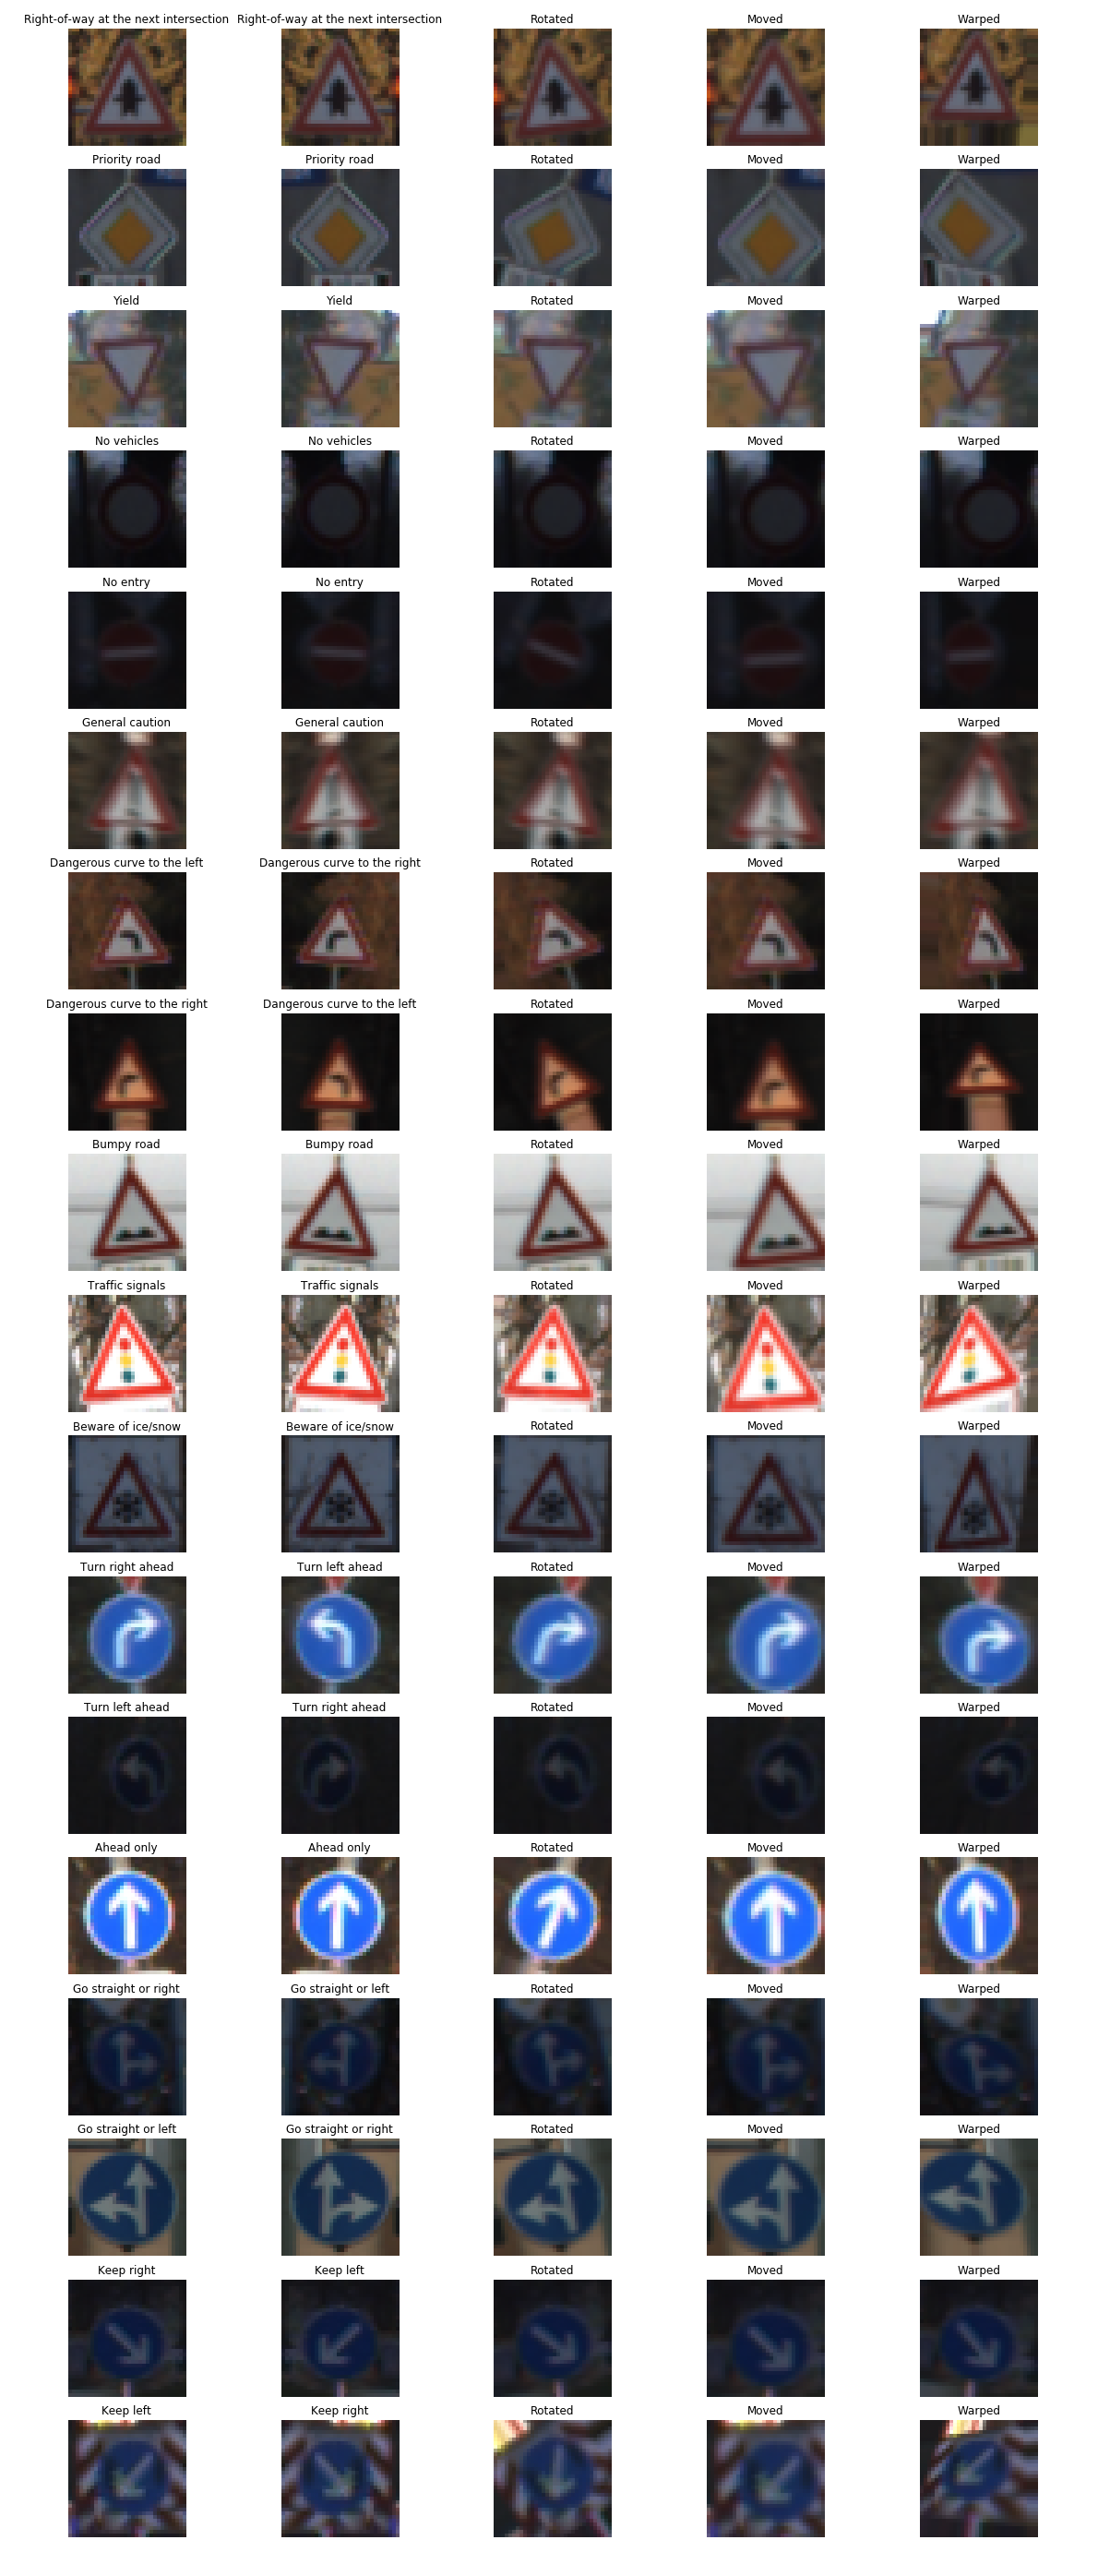 Right-of-way at the next intersection Right-of-way at the next intersection Rotated Moved Warped
Priority road Priority road Rotated Moved Warped
Yield Yield Rotated Moved Warped
No vehicles No vehicles Rotated Moved Warped
No entry No entry Rotated Moved Warped
General caution General caution Rotated Moved Warped
Dangerous curve to the left Dangerous curve to the right Rotated Moved Warped
Dangerous curve to the right Dangerous curve to the left Rotated Moved Warped
Bumpy road Bumpy road Rotated Moved Warped
Traffic signals Traffic signals Rotated Moved Warped
Beware of ice/snow Beware of ice/snow Rotated Moved Warped
Turn right ahead Turn left ahead Rotated Moved Warped
Turn left ahead Turn right ahead Rotated Moved Warped
Ahead only Ahead only Rotated Moved Warped
Go straight or right Go straight or left Rotated Moved Warped
Go straight or left Go straight or right Rotated Moved Warped
Keep right Keep left Rotated Moved Warped
Keep left Keep right Rotated Moved Warped